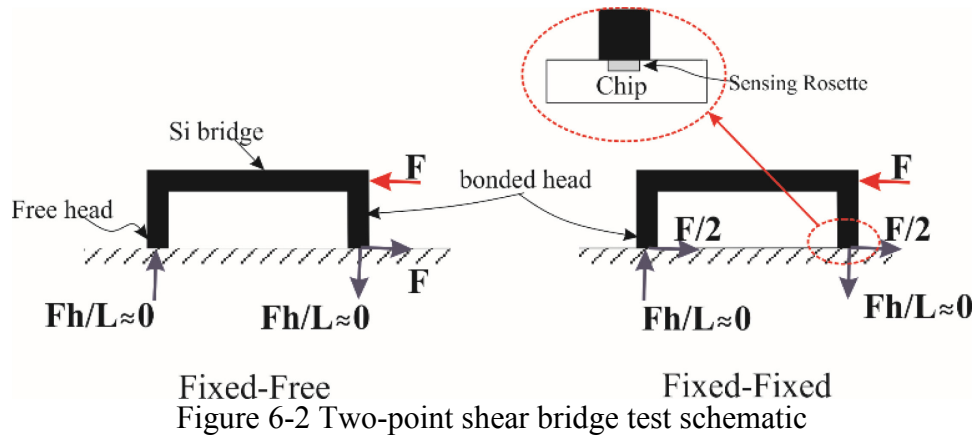 Chip
Sensing Rosette
Si bridge
F
Free head
bonded head
F
Fh/L≈0
Fh/L≈0
F
F/2
F/2
Fh/L≈0
Fh/L≈0
Fixed-Free
Fixed-Fixed
Figure 6-2 Two-point shear bridge test schematic